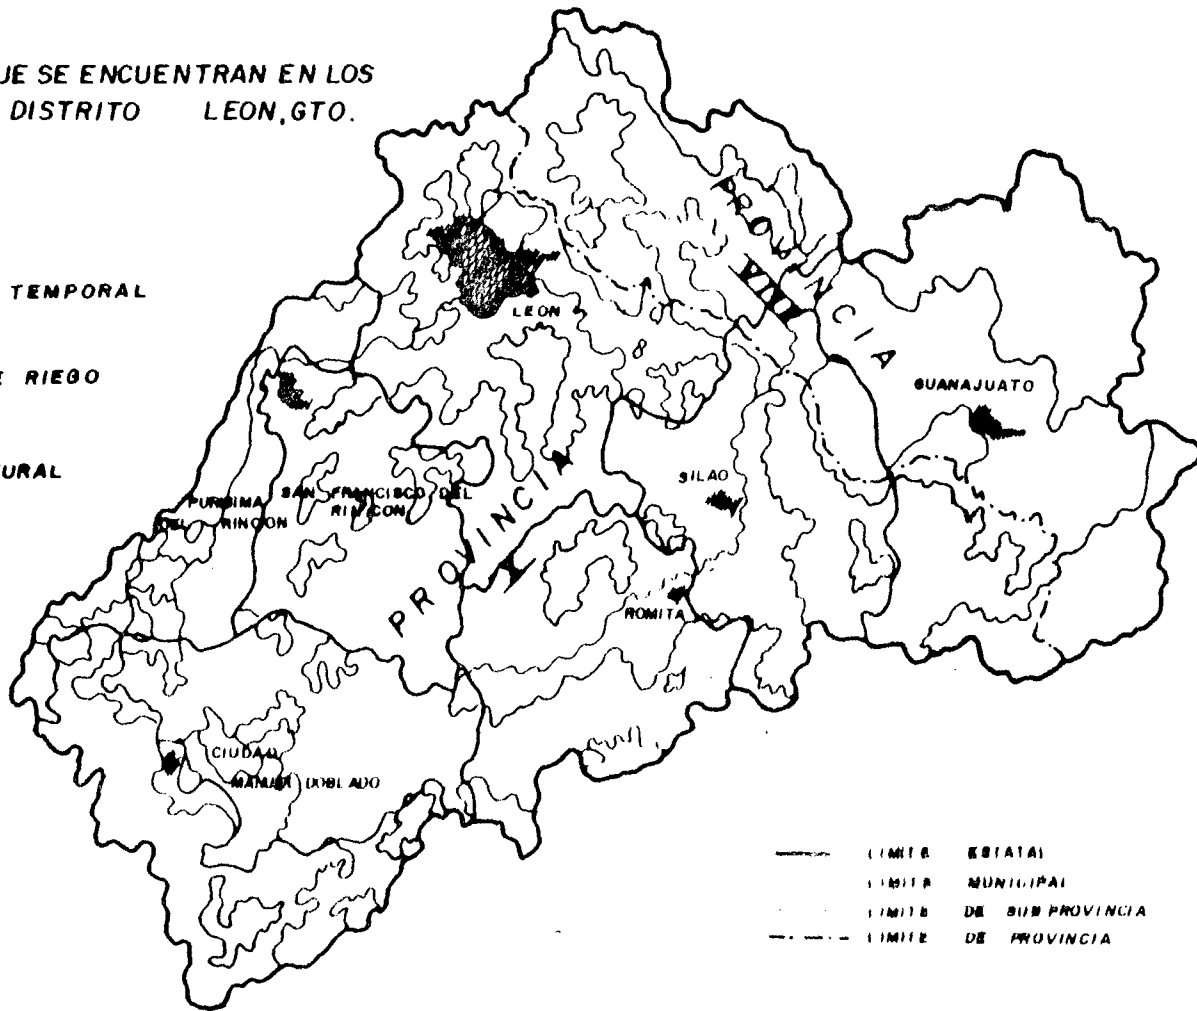 UE SE ENCUENTRAN EN LOS
DISTRITO LEON, GTO.
TEMPORAL
E RIEGO
URAL
PROVINCIA
VIII
LEON
GUANAJUATO
SILAO
PURISIMA
DEL RINCON
SAN FRANCISCO DEL
RINCON
PROVINCIA
X
ROMITA
CIUDAD
MANUEL DOBLADO
LIMITE ESTATAL
LIMITE MUNICIPAL
LIMITE DE SUB PROVINCIA
LIMITE DE PROVINCIA